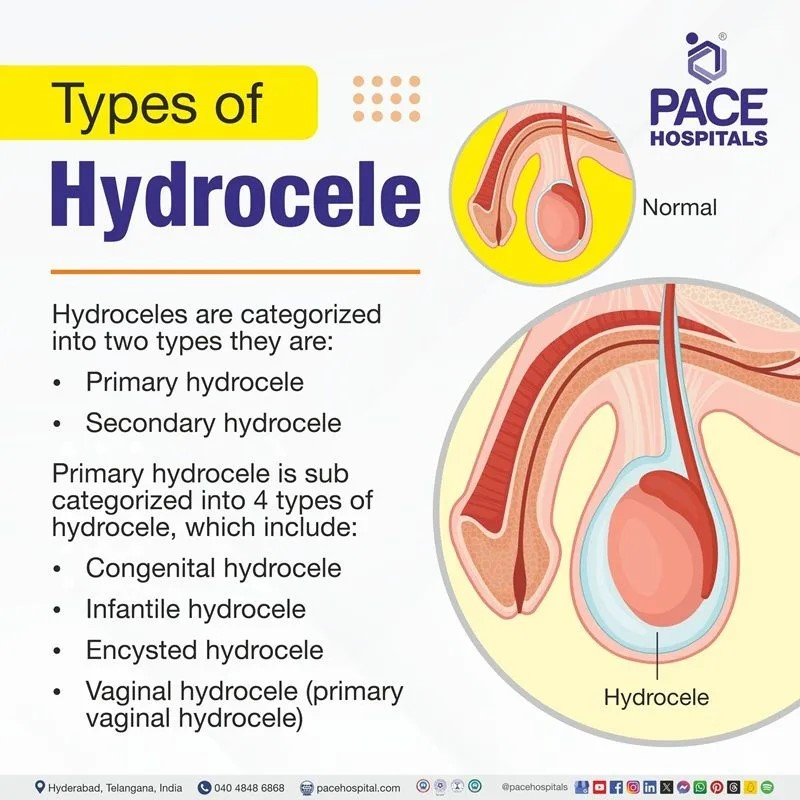 Types of
Hydrocele
PACE
HOSPITALS
®
Normal
Hydroceles are categorized
into two types they are:
• Primary hydrocele
• Secondary hydrocele
Primary hydrocele is sub
categorized into 4 types of
hydrocele, which include:
• Congenital hydrocele
• Infantile hydrocele
• Encysted hydrocele
• Vaginal hydrocele (primary
vaginal hydrocele)
Hydrocele
Hyderabad, Telangana, India 040 4848 6868 pacehospital.com @pacehospitals